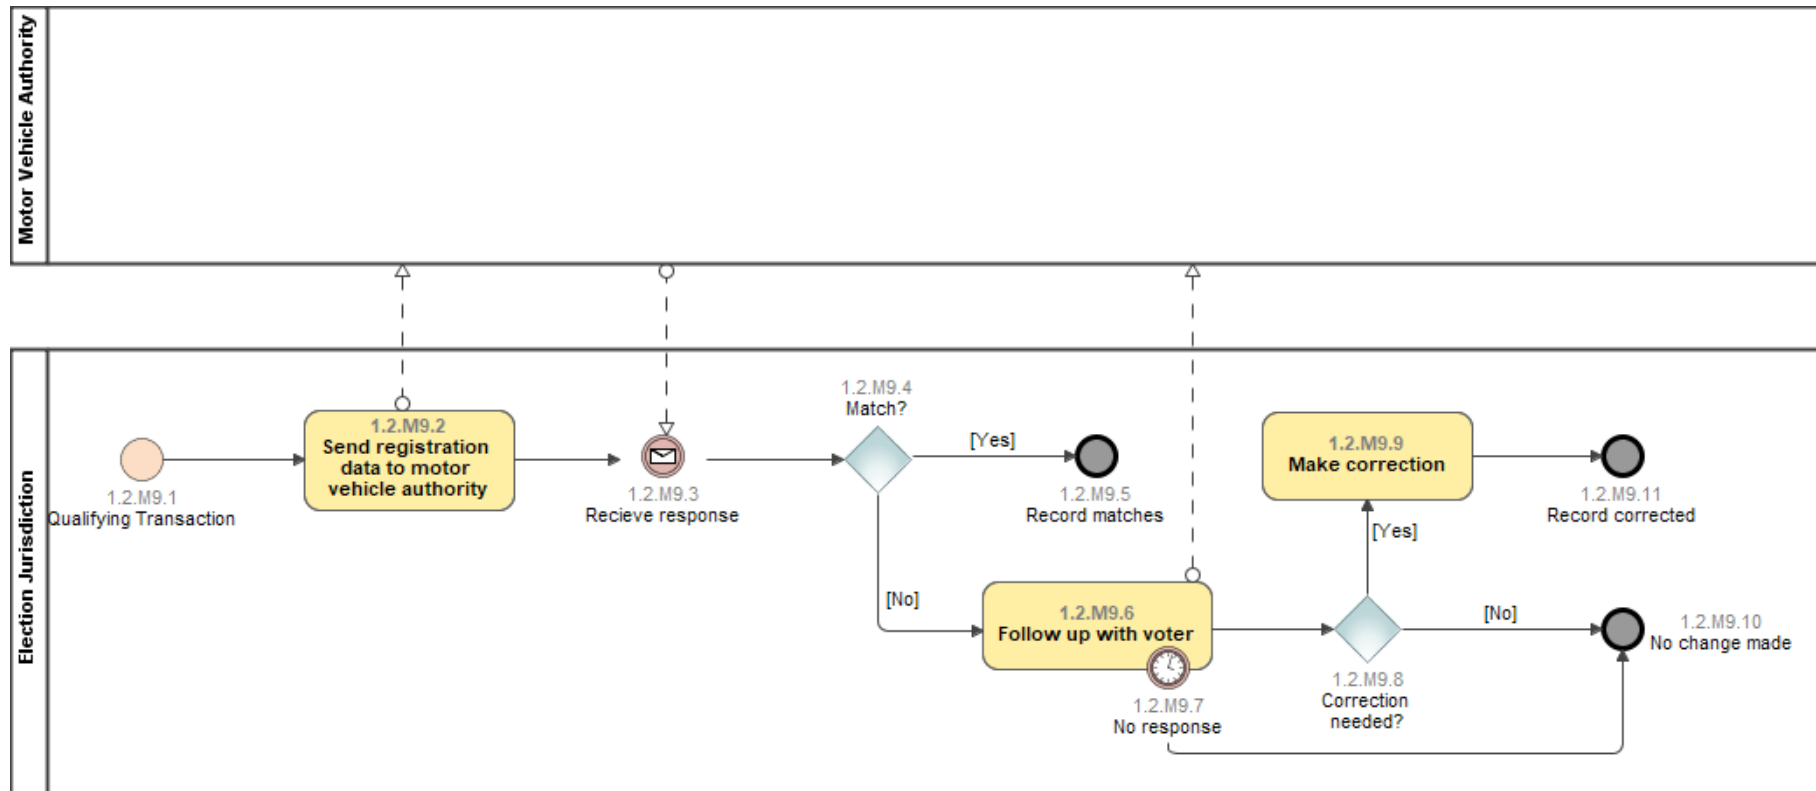 Motor Vehicle Authority
Election Jurisdiction
1.2.M9.1
Qualifying Transaction
1.2.M9.2
Send registration
data to motor
vehicle authority
1.2.M9.3
Recieve response
1.2.M9.4
Match?
[Yes]
1.2.M9.5
Record matches
[No]
1.2.M9.6
Follow up with voter
1.2.M9.7
No response
1.2.M9.8
Correction
needed?
[Yes]
1.2.M9.9
Make correction
1.2.M9.11
Record corrected
[No]
1.2.M9.10
No change made